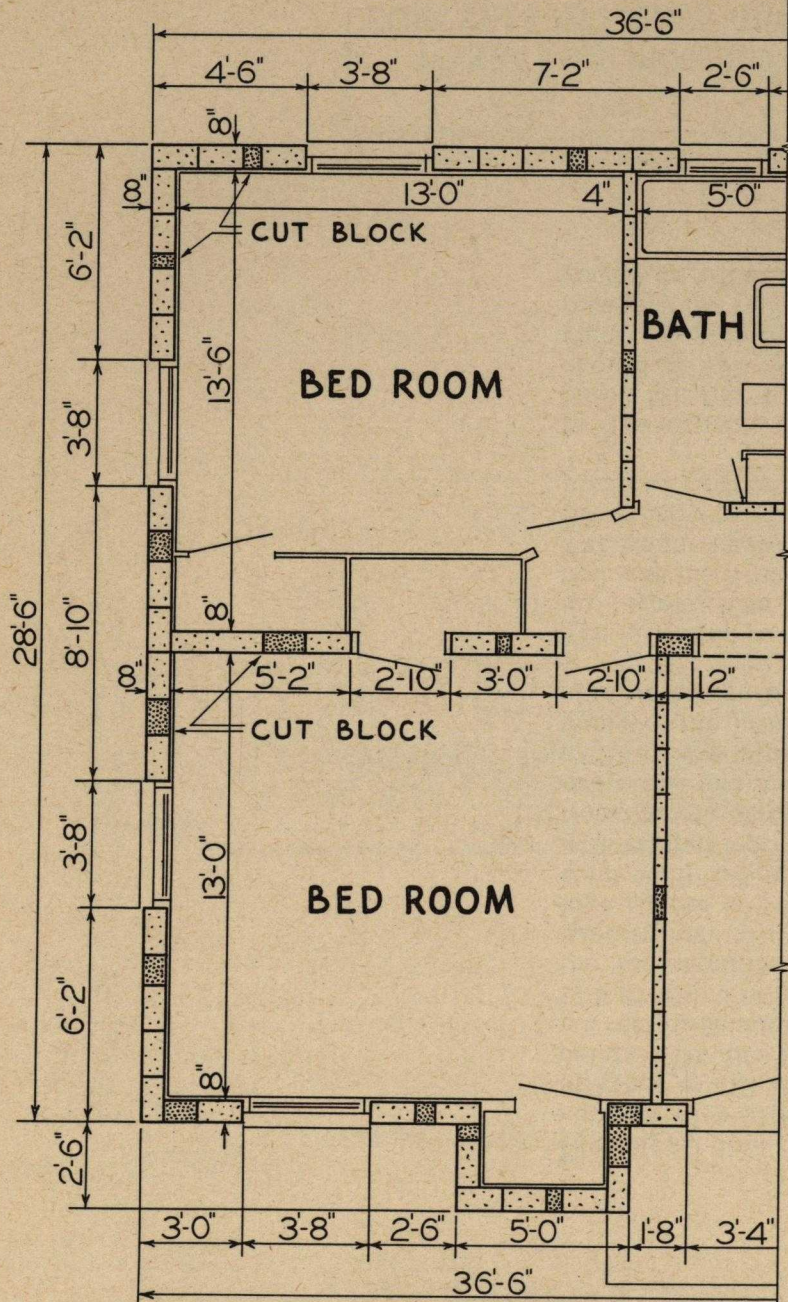 36'-6"
4'-6" 3'-8" 7'-2" 2'-6"
8"
8" 13'-0" 4" 5'-0"
CUT BLOCK
6'-2"
BATH
13'-6"
BED ROOM
3'-8"
28'-6"
8'-10"
8"
8" 5'-2" 2'-10" 3'-0" 2'-10" 12"
CUT BLOCK
3'-8"
13'-0"
BED ROOM
6'-2"
8"
2'-6"
3'-0" 3'-8" 2'-6" 5'-0" 1'-8" 3'-4"
36'-6"